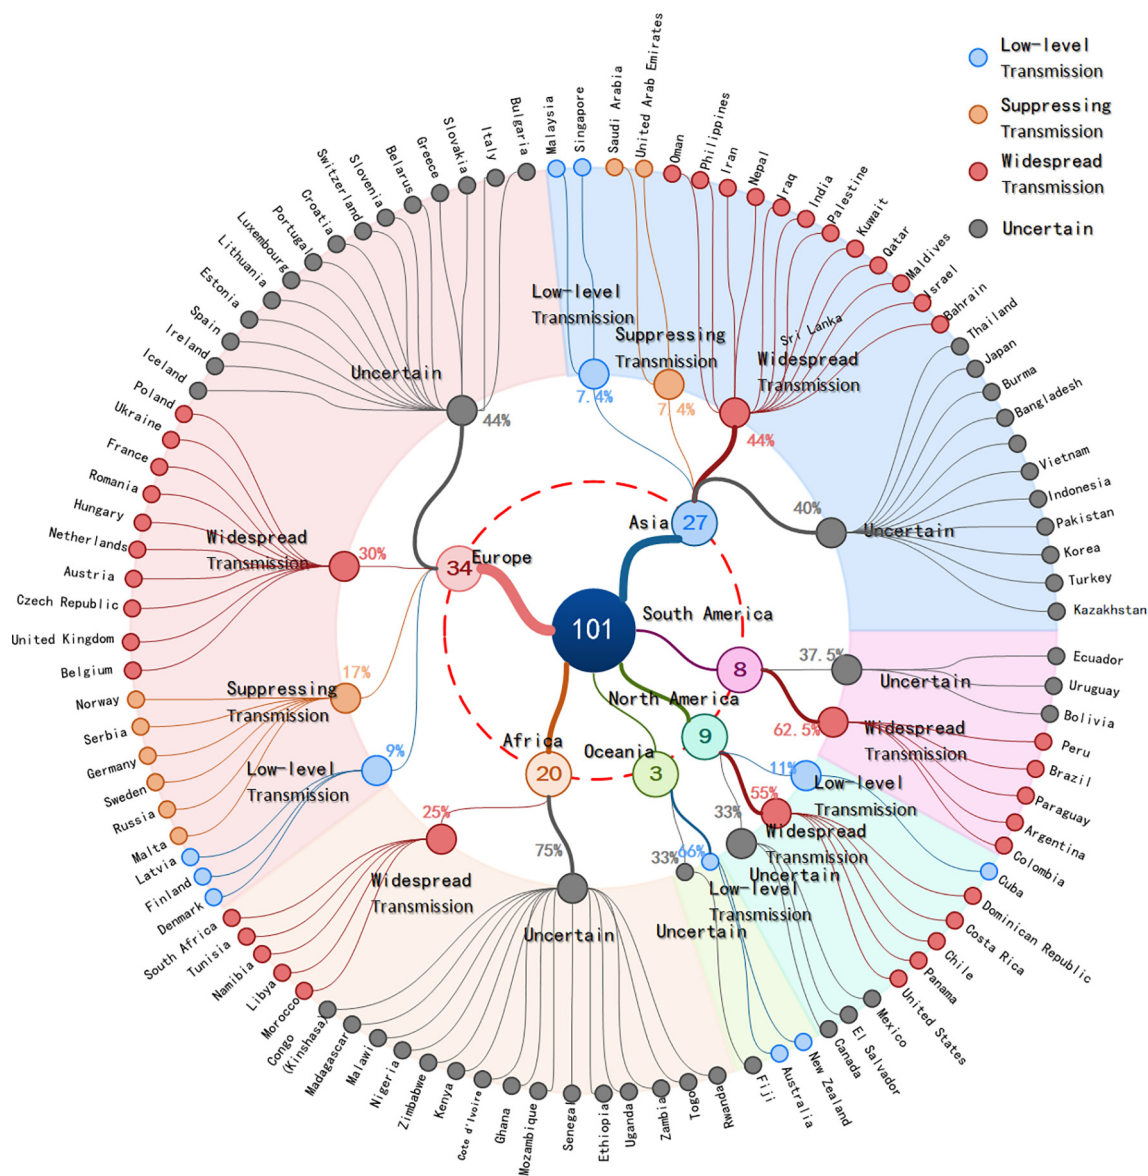 Low-level
Transmission
Suppressing
Transmission
Widespread
Transmission
Uncertain
Malaysia
Singapore
Saudi Arabia
United Arab Emirates
Oman
Philippines
Iran
Nepal
Iraq
India
Palestine
Kuwait
Qatar
Maldives
Israel
Bahrain
Sri Lanka
Thailand
Japan
Burma
Bangladesh
Vietnam
Indonesia
Pakistan
Korea
Turkey
Kazakhstan
Low-level
Transmission
7.4%
Suppressing
Transmission
7.4%
Widespread
Transmission
44%
40%
Uncertain
Asia
27
101
South America
8
37.5%
Uncertain
62.5%
Widespread
Transmission
Ecuador
Uruguay
Bolivia
Peru
Brazil
Paraguay
Argentina
Colombia
North America
9
11%
Low-level
Transmission
55%
Widespread
Transmission
33%
Uncertain
Cuba
Dominican Republic
Costa Rica
Chile
Panama
United States
Mexico
El Salvador
Canada
Oceania
3
66%
Low-level
Transmission
33%
Uncertain
New Zealand
Australia
Fiji
Africa
20
75%
Uncertain
25%
Widespread
Transmission
Rwanda
Togo
Zambia
Uganda
Ethiopia
Senegal
Mozambique
Ghana
Cote d'Ivoire
Kenya
Zimbabwe
Nigeria
Malawi
Madagascar
Congo
(Kinshasa)
Morocco
Libya
Namibia
Tunisia
South Africa
Europe
34
9%
Low-level
Transmission
17%
Suppressing
Transmission
30%
Widespread
Transmission
44%
Uncertain
Denmark
Finland
Latvia
Malta
Russia
Sweden
Germany
Serbia
Norway
Belgium
United Kingdom
Czech Republic
Austria
Netherlands
Hungary
Romania
France
Ukraine
Poland
Iceland
Ireland
Spain
Estonia
Lithuania
Luxembourg
Portugal
Croatia
Switzerland
Slovenia
Belarus
Greece
Slovakia
Italy
Bulgaria